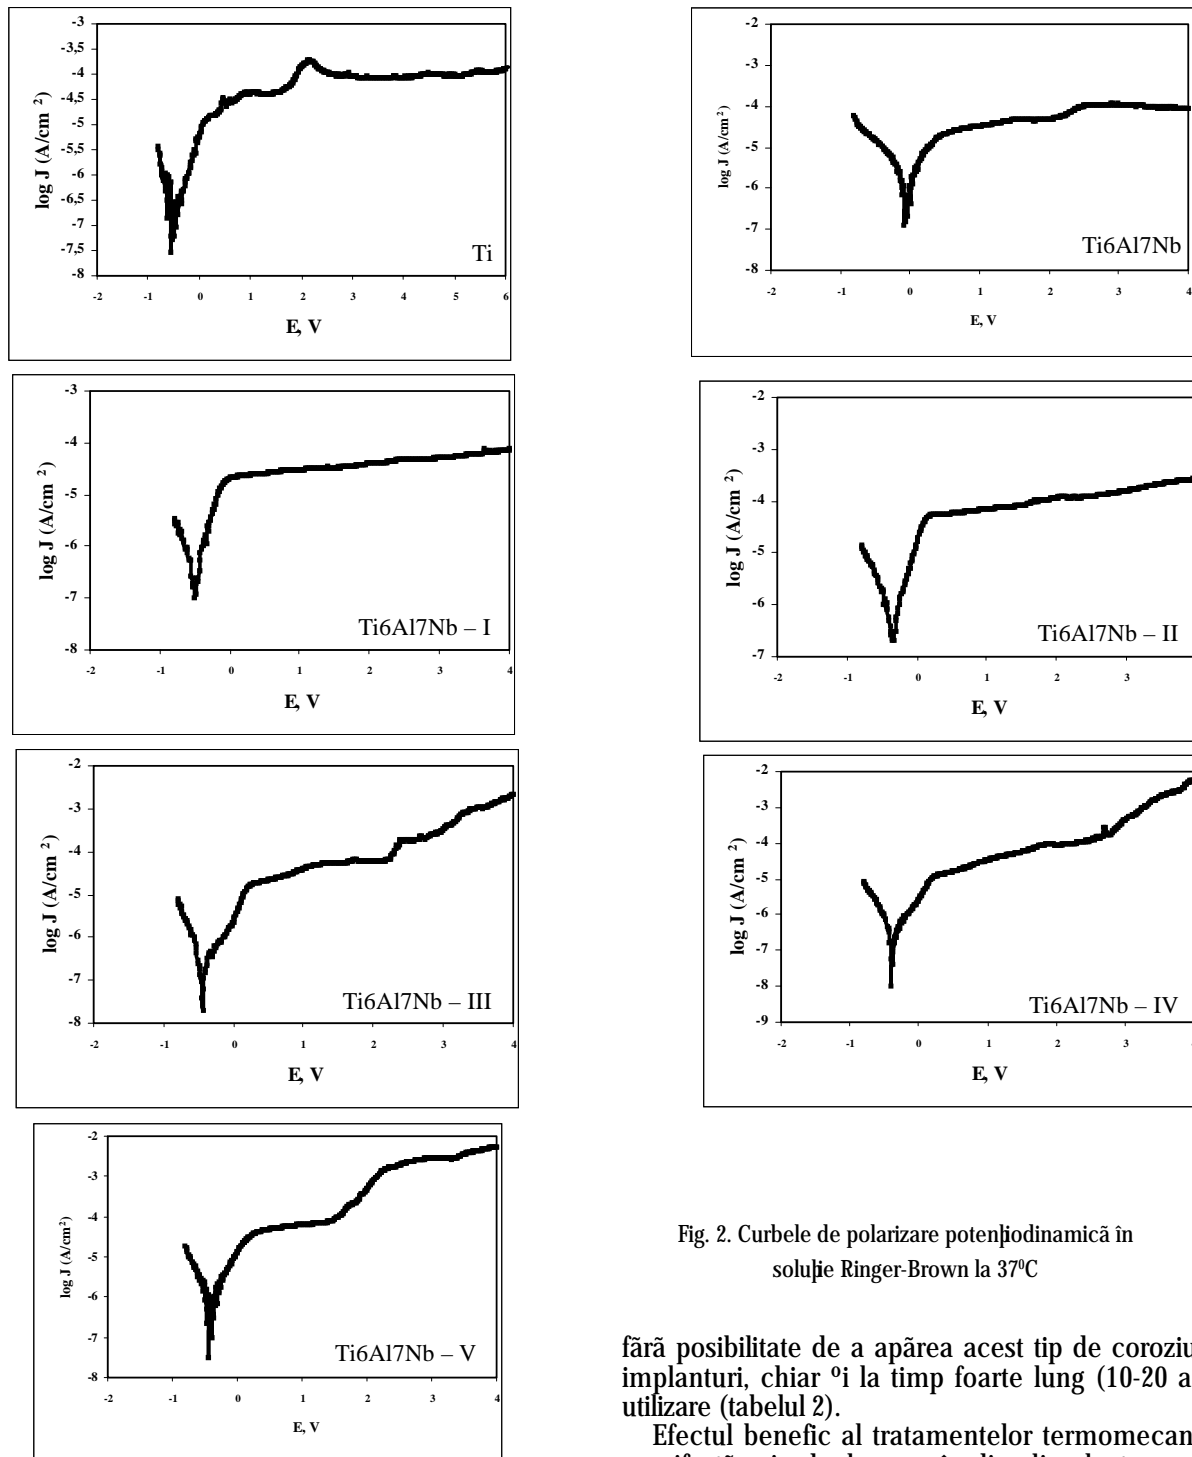 -3
-3,5
-4
-4,5
-5
-5,5
-6
-6,5
-7
-7,5
-8
log J (A/cm 2)
Ti
-2 -1 0 1 2 3 4 5 6
E, V
-2
-3
-4
-5
-6
-7
-8
log J (A/cm2)
Ti6Al7Nb
-2 -1 0 1 2 3 4
E, V
-3
-4
-5
-6
-7
-8
log J (A/cm 2)
Ti6Al7Nb – I
-2 -1 0 1 2 3 4
E, V
-2
-3
-4
-5
-6
-7
log J (A/cm 2)
Ti6Al7Nb – II
-2 -1 0 1 2 3
E, V
-2
-3
-4
-5
-6
-7
-8
log J (A/cm 2)
Ti6Al7Nb – III
-2 -1 0 1 2 3 4
E, V
-2
-3
-4
-5
-6
-7
-8
-9
log J (A/cm 2)
Ti6Al7Nb – IV
-2 -1 0 1 2 3
E, V
-2
-3
-4
-5
-6
-7
-8
log J (A/cm2)
Ti6Al7Nb – V
-2 -1 0 1 2 3 4
E, V
Fig. 2. Curbele de polarizare potenþiodinamicã în
soluþie Ringer-Brown la 37⁰C
fãrã posibilitate de a apãrea acest tip de coroziu
implanturi, chiar ºi la timp foarte lung (10-20 a
utilizare (tabelul 2).
Efectul benefic al tratamentelor termomecan